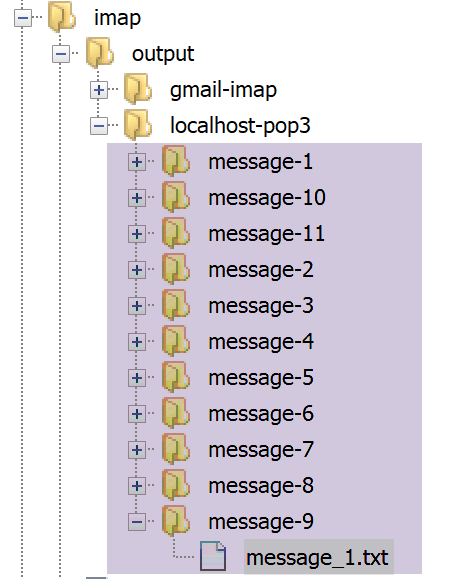 imap
output
gmail-imap
localhost-pop3
message-1
message-10
message-11
message-2
message-3
message-4
message-5
message-6
message-7
message-8
message-9
message_1.txt